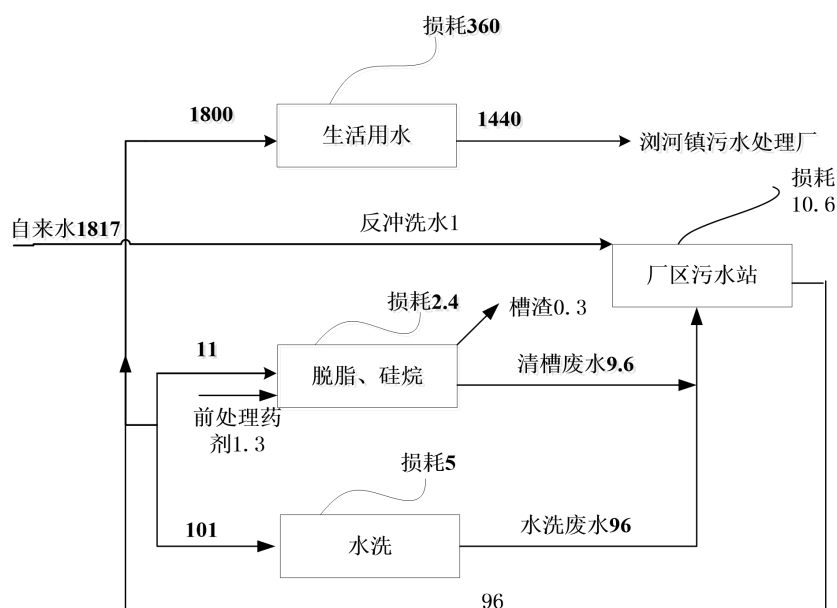 损耗360
1800
生活用水
1440
浏河镇污水处理厂
损耗
10.6
自来水1817
反冲洗水1
厂区污水站
损耗2.4
槽渣0.3
11
脱脂、硅烷
清槽废水9.6
前处理药
剂1.3
损耗5
101
水洗
水洗废水96
96